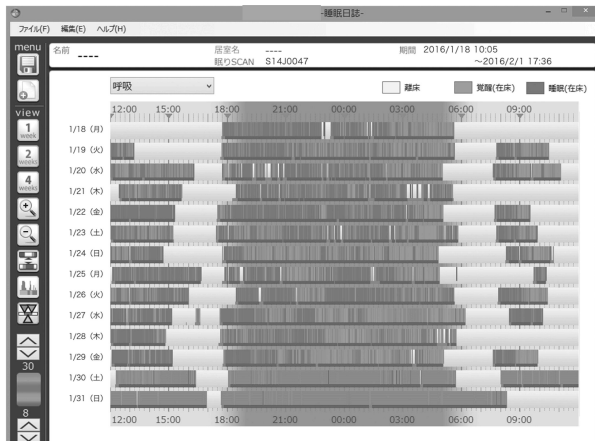 -睡眠日誌-
ファイル(F) 編集(E) ヘルプ(H)
menu
名前 ----
居室名 ----
眠りSCAN S14J0047
期間 2016/1/18 10:05
～2016/2/1 17:36
呼吸
離床 覚醒(在床) 睡眠(在床)
view
1 week
2 weeks
4 weeks
30
8
12:00 15:00 18:00 21:00 00:00 03:00 06:00 09:00
1/18 (月)
1/19 (火)
1/20 (水)
1/21 (木)
1/22 (金)
1/23 (土)
1/24 (日)
1/25 (月)
1/26 (火)
1/27 (水)
1/28 (木)
1/29 (金)
1/30 (土)
1/31 (日)
12:00 15:00 18:00 21:00 00:00 03:00 06:00 09:00